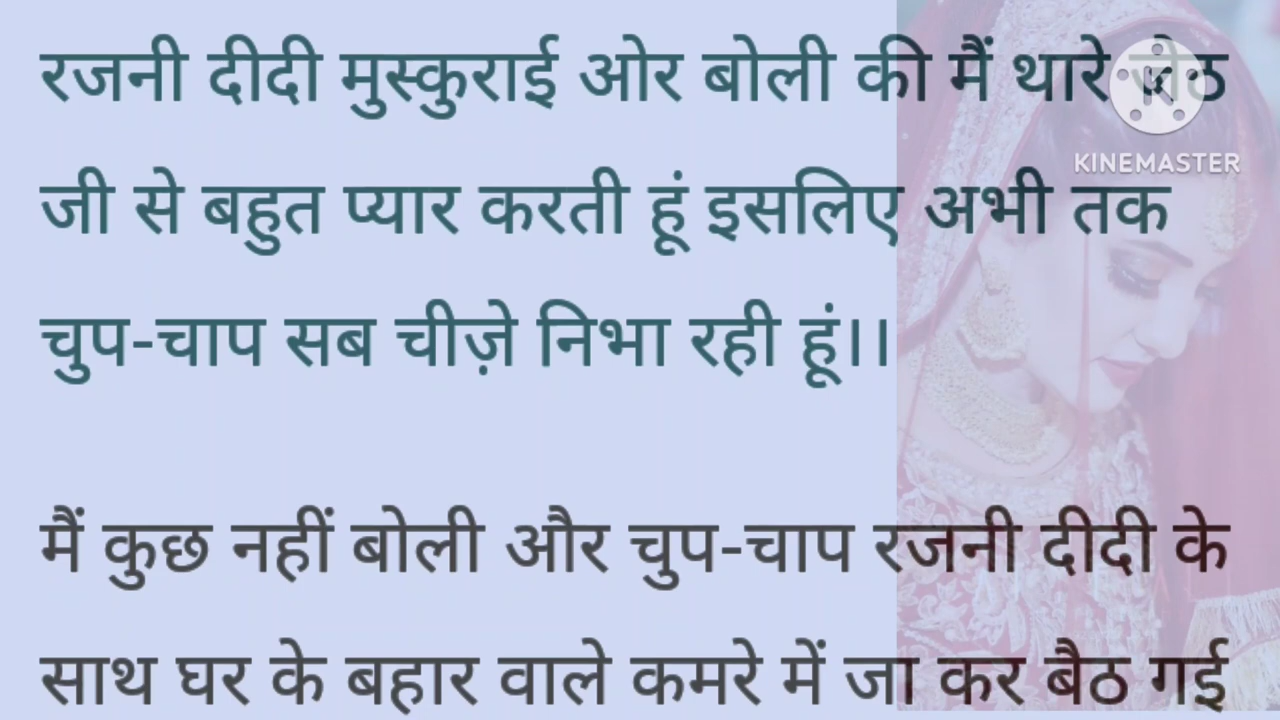 रजनी दीदी मुस्कुराई ओर बोली की मैं थारे जेठ
KINEMASTER
जी से बहुत प्यार करती हूं इसलिए अभी तक
चुप-चाप सब चीज़े निभा रही हूं।।
मैं कुछ नहीं बोली और चुप-चाप रजनी दीदी के
साथ घर के बहार वाले कमरे में जा कर बैठ गई